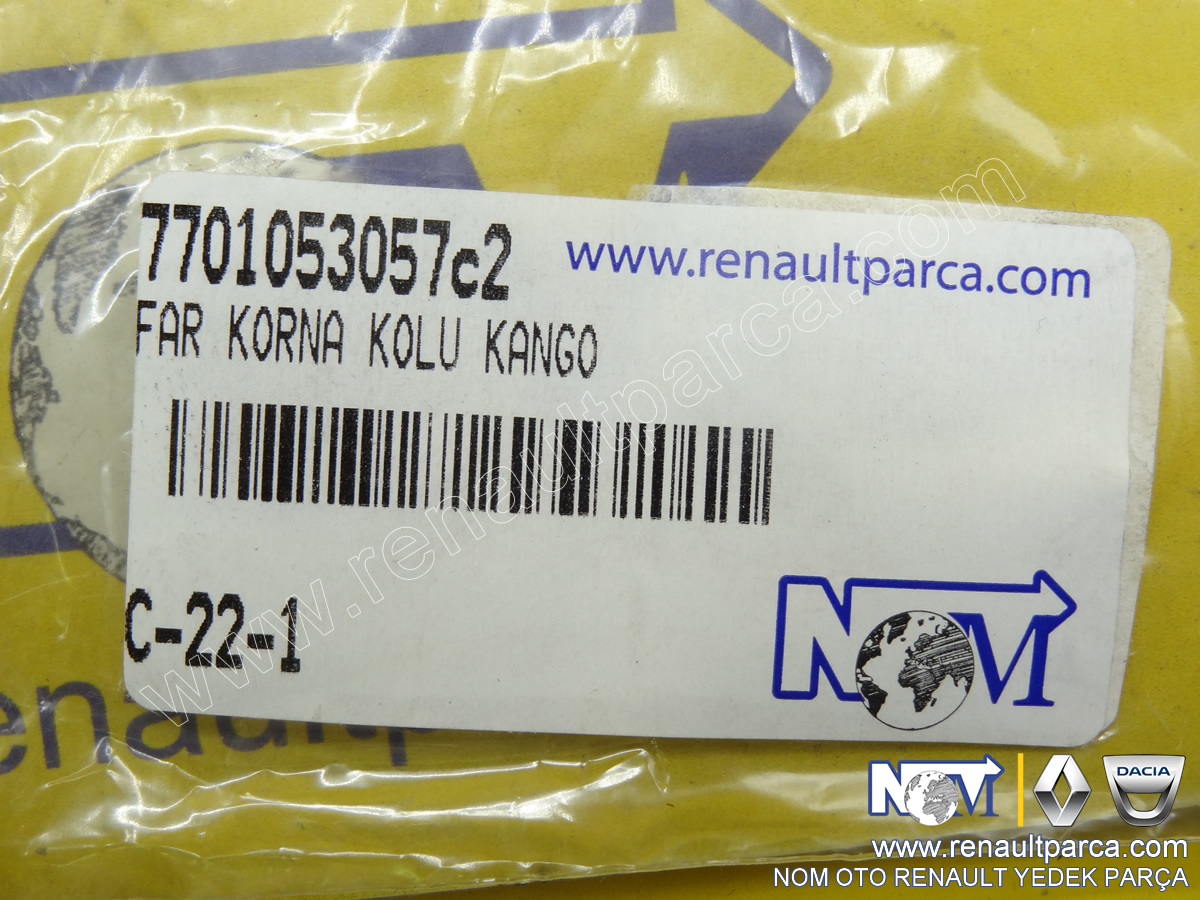 7701053057c2
www.renaultparca.com
FAR KORNA KOLU KANGO
www.renaultparca.com
C-22-1
NOM
enaultp
NOM
DACIA
www.renaultparca.com
NOM OTO RENAULT YEDEK PARÇA